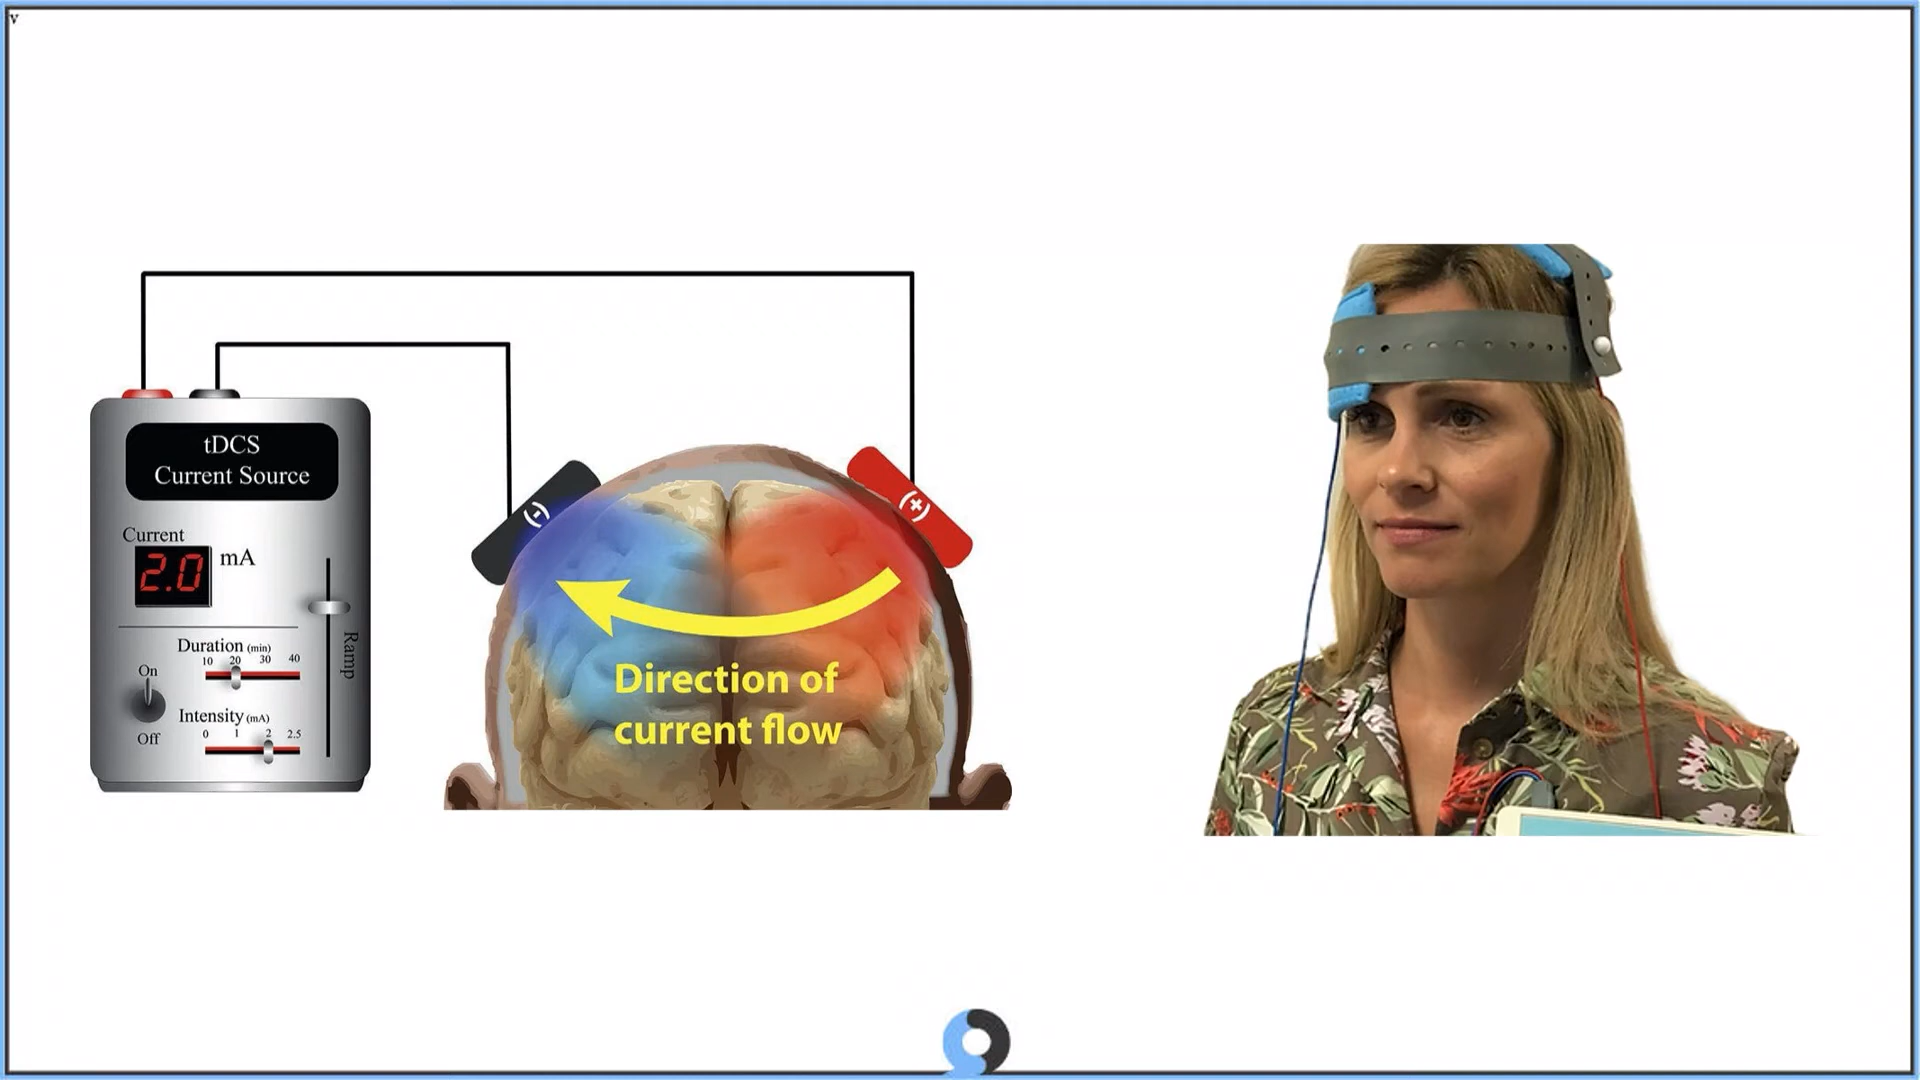 v
tDCS
Current Source
Current
2.0 mA
Duration (min)
10 20 30 40
On
Off
Intensity (mA)
0 1 2 2.5
Ramp
(-)
(+)
Direction of
current flow